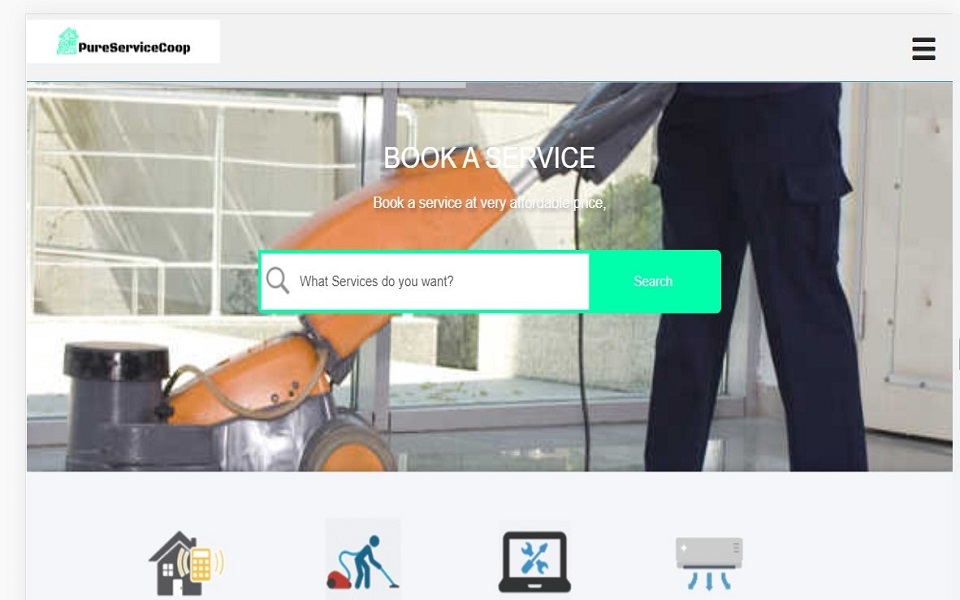 PureServiceCoop
BOOK A SERVICE
Book a service at very affordable price,
What Services do you want?
Search